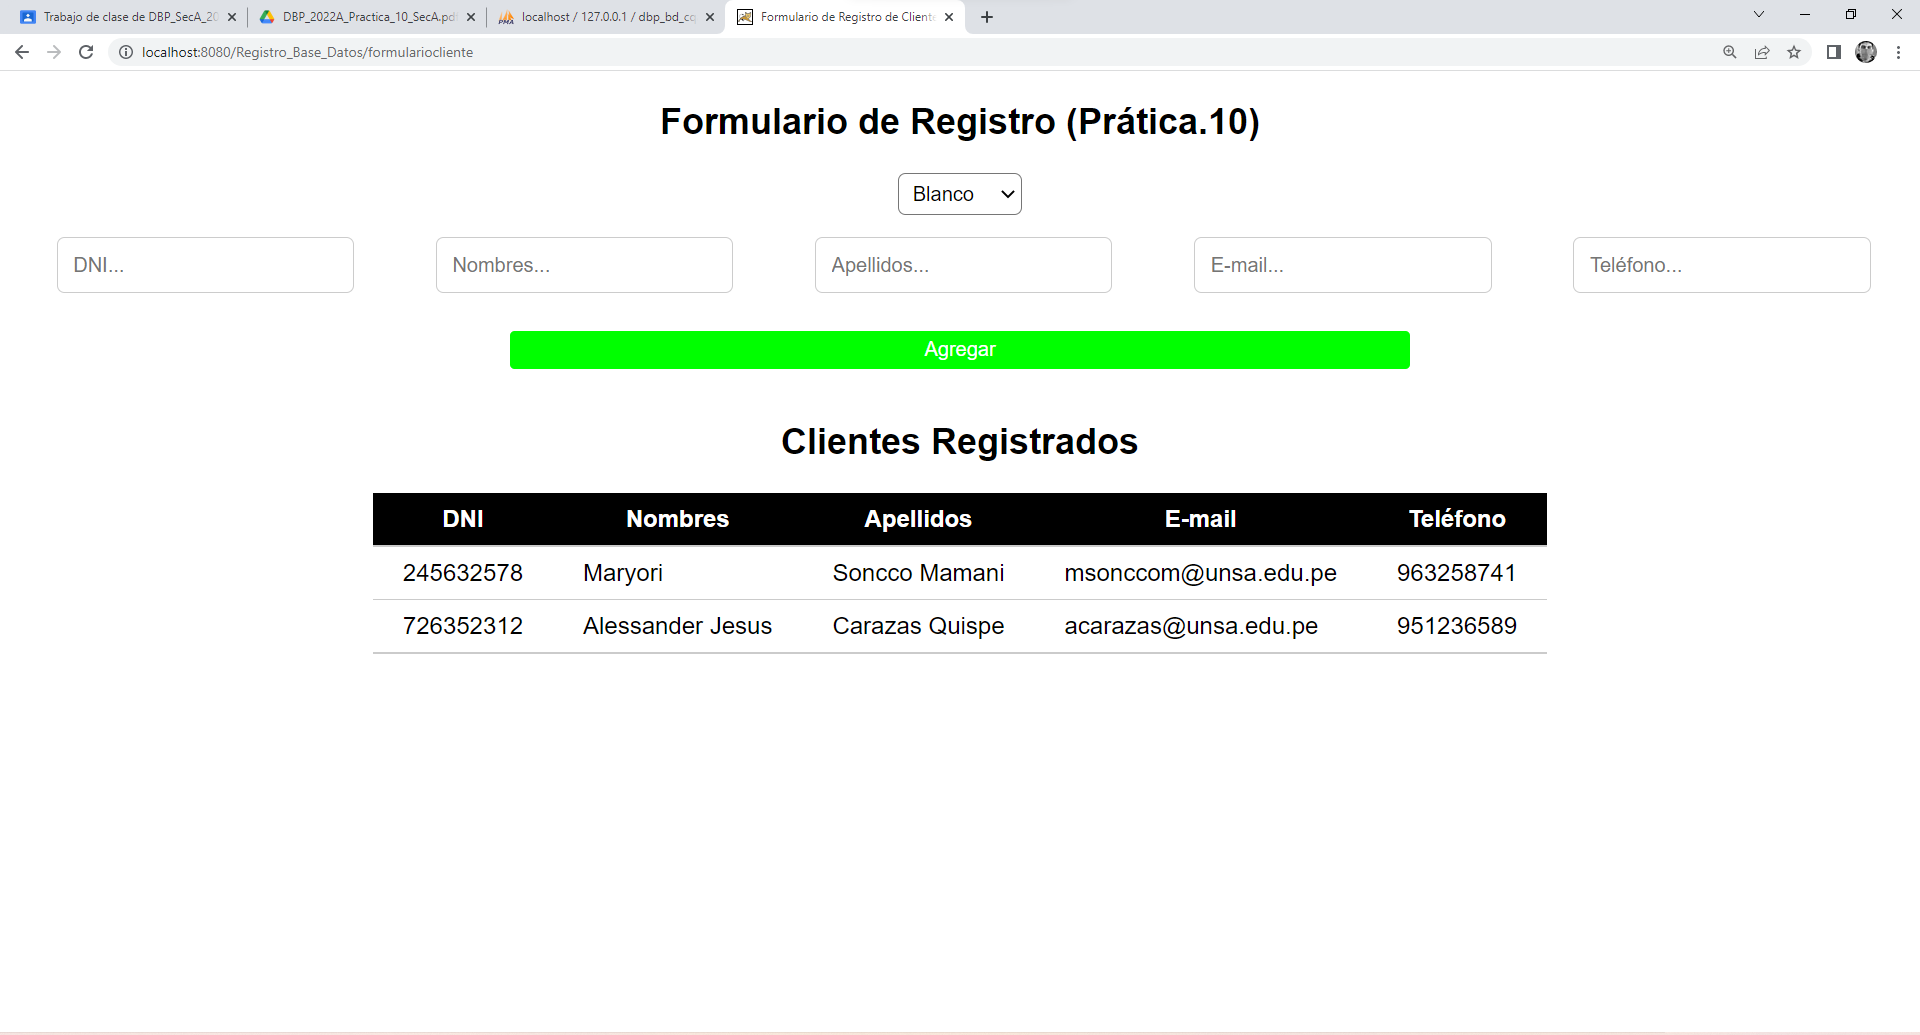 Trabajo de clase de DBP_SecA_20
DBP_2022A_Practica_10_SecA.pdf
localhost / 127.0.0.1 / dbp_bd_cq
Formulario de Registro de Cliente
localhost:8080/Registro_Base_Datos/formulariocliente
Formulario de Registro (Prática.10)
Blanco
DNI... Nombres... Apellidos... E-mail... Teléfono...
Agregar
Clientes Registrados
DNI Nombres Apellidos E-mail Teléfono
245632578 Maryori Soncco Mamani msonccom@unsa.edu.pe 963258741
726352312 Alessander Jesus Carazas Quispe acarazas@unsa.edu.pe 951236589